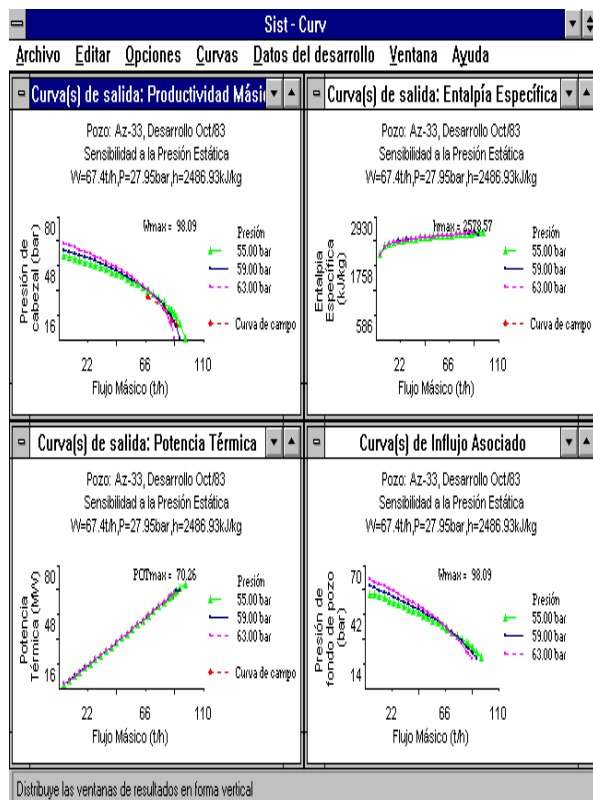 Sist - Curv
Archivo Editar Opciones Curvas Datos del desarrollo Ventana Ayuda
Curva(s) de salida: Productividad Másic
Pozo: Az-33, Desarrollo Oct/83
Sensibilidad a la Presión Estática
W=67.4t/h,P=27.95bar,h=2486.93kJ/kg
Wmax = 98.09
Presión de
cabezal (bar)
80
48
16
Presión
55.00 bar
59.00 bar
63.00 bar
Curva de campo
22 66 110
Flujo Másico (t/h)
Curva(s) de salida: Entalpía Específica
Pozo: Az-33, Desarrollo Oct/83
Sensibilidad a la Presión Estática
W=67.4t/h,P=27.95bar,h=2486.93kJ/kg
hmax = 2578.57
Entalpía
Específica
(kJ/kg)
2930
1758
586
Presión
55.00 bar
59.00 bar
63.00 bar
Curva de campo
22 66 110
Flujo Másico (t/h)
Curva(s) de salida: Potencia Térmica
Pozo: Az-33, Desarrollo Oct/83
Sensibilidad a la Presión Estática
W=67.4t/h,P=27.95bar,h=2486.93kJ/kg
POTmax = 70.26
Potencia
Térmica (MW)
80
48
16
Presión
55.00 bar
59.00 bar
63.00 bar
Curva de campo
22 66 110
Flujo Másico (t/h)
Curva(s) de Influjo Asociado
Pozo: Az-33, Desarrollo Oct/83
Sensibilidad a la Presión Estática
W=67.4t/h,P=27.95bar,h=2486.93kJ/kg
Wmax = 98.09
Presión de
fondo de pozo
(bar)
70
42
14
Presión
55.00 bar
59.00 bar
63.00 bar
22 66 110
Flujo Másico (t/h)
Distribuye las ventanas de resultados en forma vertical